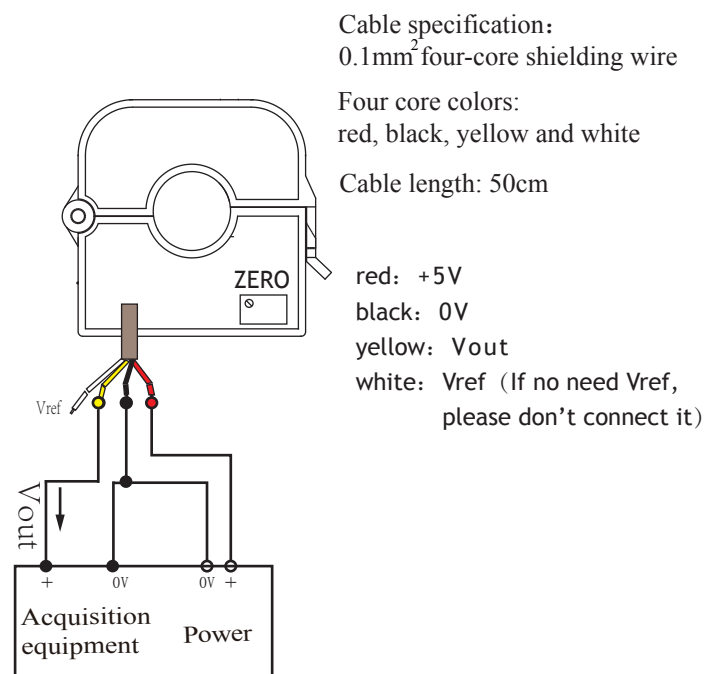 Cable specification：
0.1mm² four-core shielding wire
Four core colors:
red, black, yellow and white
Cable length: 50cm
ZERO
red：+5V
black：0V
yellow：Vout
white：Vref（If no need Vref,
please don't connect it）
Vref
Vout
+ 0V 0V +
Acquisition
equipment
Power